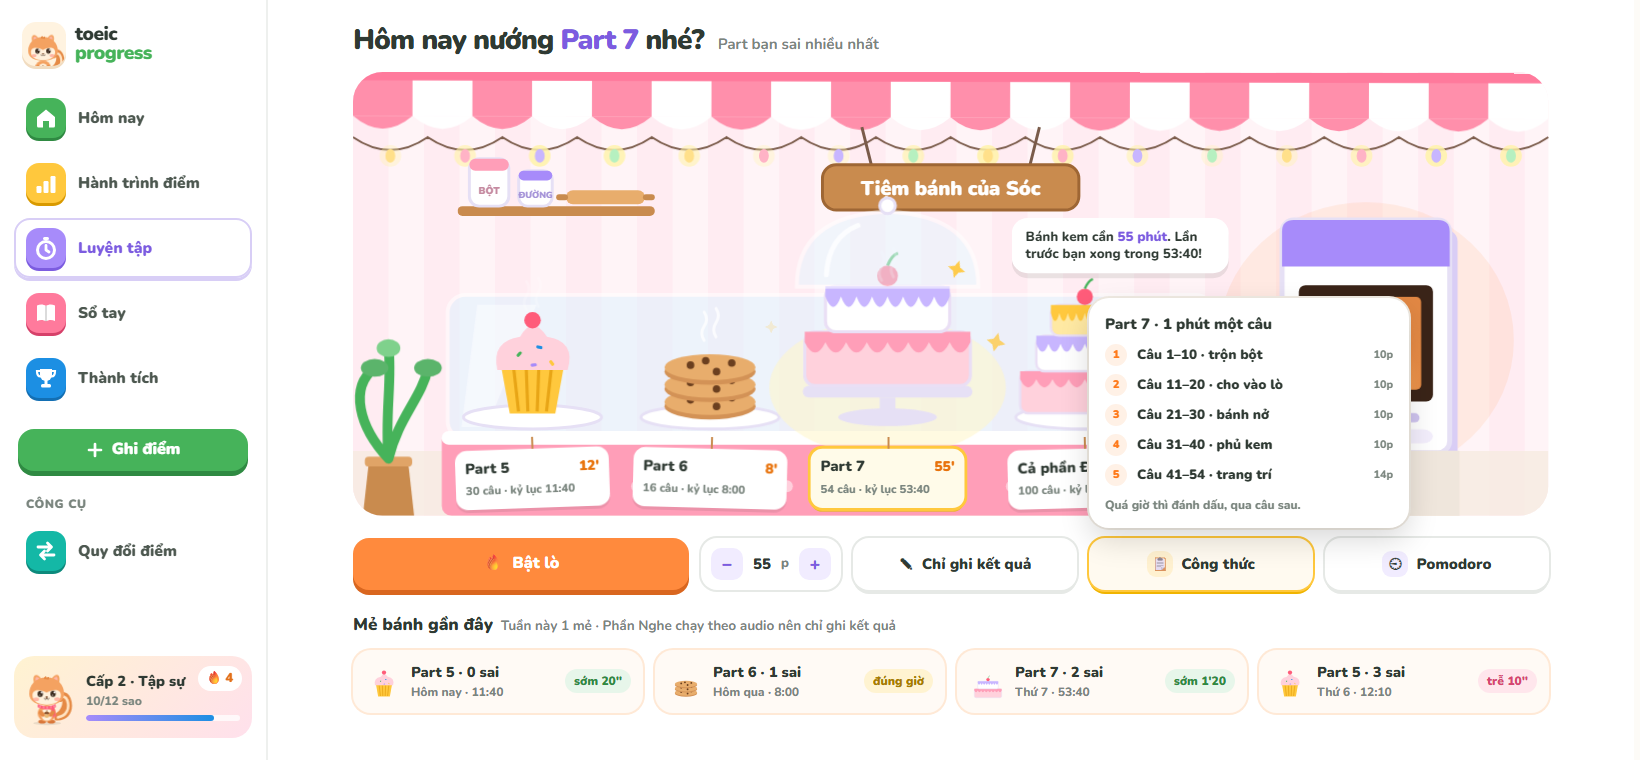 toeic
progress
Hôm nay
Hành trình điểm
Luyện tập
Sổ tay
Thành tích
+ Ghi điểm
CÔNG CỤ
Quy đổi điểm
Cấp 2 · Tập sự
4
10/12 sao
Hôm nay nướng Part 7 nhé? Part bạn sai nhiều nhất
BỘT
ĐƯỜNG
Tiệm bánh của Sóc
Bánh kem cần 55 phút. Lần
trước bạn xong trong 53:40!
Part 5 12'
30 câu · kỷ lục 11:40
Part 6 8'
16 câu · kỷ lục 8:00
Part 7 55'
54 câu · kỷ lục 53:40
Cả phần
100 câu · kỷ
Part 7 · 1 phút một câu
1 Câu 1–10 · trộn bột 10p
2 Câu 11–20 · cho vào lò 10p
3 Câu 21–30 · bánh nở 10p
4 Câu 31–40 · phủ kem 10p
5 Câu 41–54 · trang trí 14p
Quá giờ thì đánh dấu, qua câu sau.
Bật lò
− 55 p +
Chỉ ghi kết quả
Công thức
Pomodoro
Mẻ bánh gần đây Tuần này 1 mẻ · Phần Nghe chạy theo audio nên chỉ ghi kết quả
Part 5 · 0 sai
Hôm nay · 11:40
sớm 20"
Part 6 · 1 sai
Hôm qua · 8:00
đúng giờ
Part 7 · 2 sai
Thứ 7 · 53:40
sớm 1'20
Part 5 · 3 sai
Thứ 6 · 12:10
trễ 10"